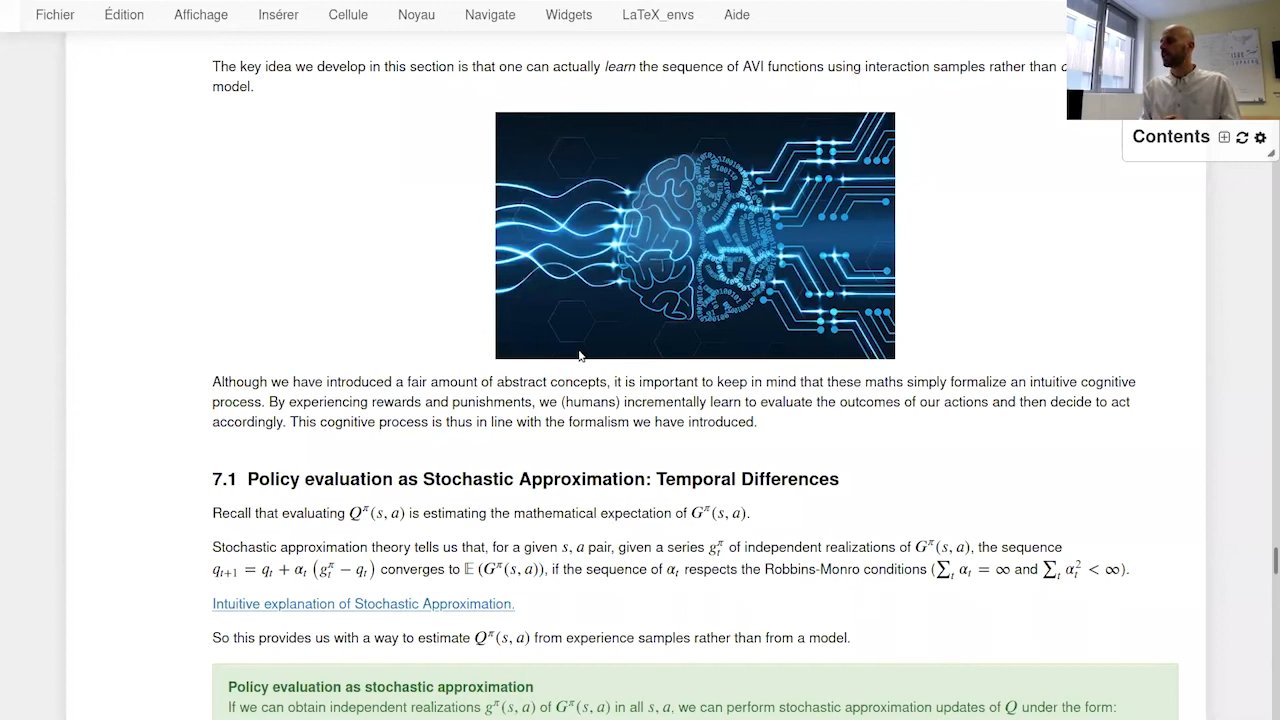 Fichier Édition Affichage Insérer Cellule Noyau Navigate Widgets LaTeX_envs Aide
The key idea we develop in this section is that one can actually learn the sequence of AVI functions using interaction samples rather than
model.
Contents
Although we have introduced a fair amount of abstract concepts, it is important to keep in mind that these maths simply formalize an intuitive cognitive
process. By experiencing rewards and punishments, we (humans) incrementally learn to evaluate the outcomes of our actions and then decide to act
accordingly. This cognitive process is thus in line with the formalism we have introduced.
7.1 Policy evaluation as Stochastic Approximation: Temporal Differences
Recall that evaluating Q^π(s, a) is estimating the mathematical expectation of G^π(s, a).
Stochastic approximation theory tells us that, for a given s, a pair, given a series g_t^π of independent realizations of G^π(s, a), the sequence
q_{t+1} = q_t + α_t (g_t^π − q_t) converges to 𝔼 (G^π(s, a)), if the sequence of α_t respects the Robbins-Monro conditions (∑_t α_t = ∞ and ∑_t α_t^2 < ∞).
Intuitive explanation of Stochastic Approximation.
So this provides us with a way to estimate Q^π(s, a) from experience samples rather than from a model.
Policy evaluation as stochastic approximation
If we can obtain independent realizations g^π(s, a) of G^π(s, a) in all s, a, we can perform stochastic approximation updates of Q under the form: